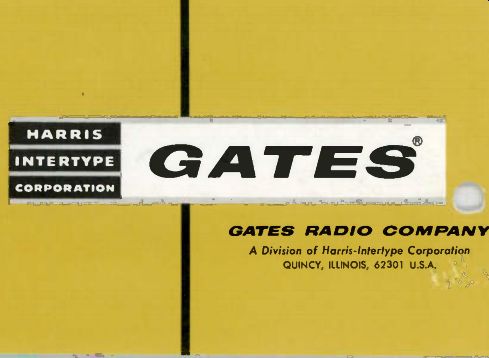 HARRIS
INTERTYPE
CORPORATION
GATES®
GATES RADIO COMPANY
A Division of Harris-Intertype Corporation
QUINCY, ILLINOIS, 62301 U.S.A.